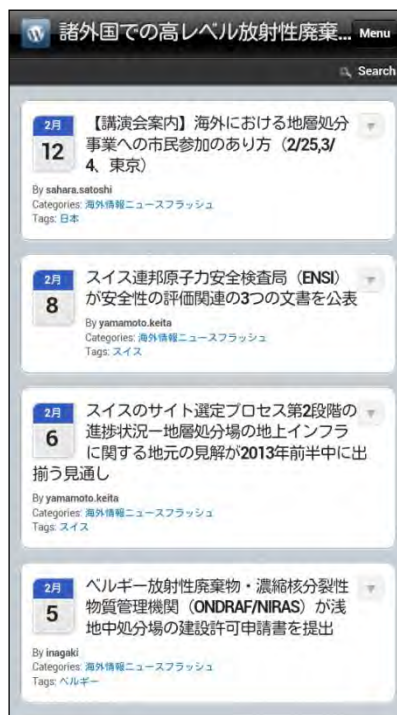 諸外国での高レベル放射性廃棄... Menu
Search
2月
12
【講演会案内】海外における地層処分
事業への市民参加のあり方（2/25,3/
4、東京）
By sahara.satoshi
Categories: 海外情報ニュースフラッシュ
Tags: 日本
2月
8
スイス連邦原子力安全検査局（ENSI）
が安全性の評価関連の3つの文書を公表
By yamamoto.keita
Categories: 海外情報ニュースフラッシュ
Tags: スイス
2月
6
スイスのサイト選定プロセス第2段階の
進捗状況ー地層処分場の地上インフラ
に関する地元の見解が2013年前半中に出
揃う見通し
By yamamoto.keita
Categories: 海外情報ニュースフラッシュ
Tags: スイス
2月
5
ベルギー放射性廃棄物・濃縮核分裂性
物質管理機関（ONDRAF/NIRAS）が浅
地中処分場の建設許可申請書を提出
By inagaki
Categories: 海外情報ニュースフラッシュ
Tags: ベルギー